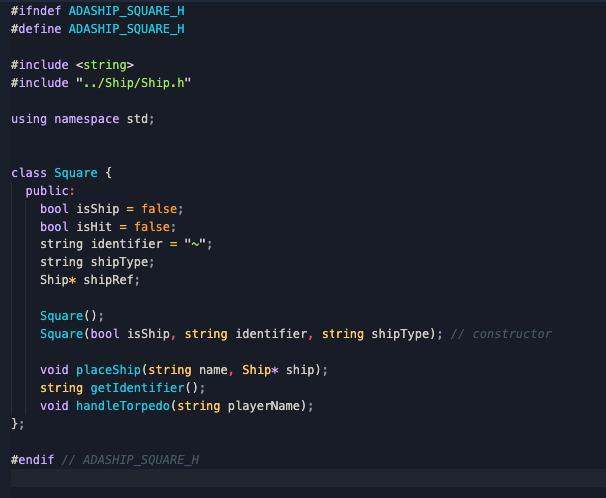 #ifndef ADASHIP_SQUARE_H
#define ADASHIP_SQUARE_H

#include <string>
#include "../Ship/Ship.h"

using namespace std;


class Square {
  public:
    bool isShip = false;
    bool isHit = false;
    string identifier = "~";
    string shipType;
    Ship* shipRef;

    Square();
    Square(bool isShip, string identifier, string shipType); // constructor

    void placeShip(string name, Ship* ship);
    string getIdentifier();
    void handleTorpedo(string playerName);
};

#endif // ADASHIP_SQUARE_H